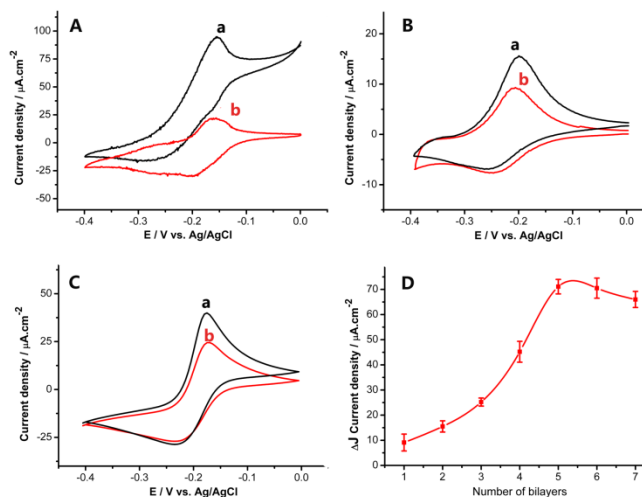 A
a
b
Current density / µA.cm⁻²
100
75
50
25
0
-25
-50
-0.4
-0.3
-0.2
-0.1
0.0
E / V vs. Ag/AgCl
B
a
b
Current density / µA.cm⁻²
20
10
0
-10
-0.4
-0.3
-0.2
-0.1
0.0
E / V vs. Ag/AgCl
C
a
b
Current density / µA.cm⁻²
50
25
0
-25
-0.4
-0.3
-0.2
-0.1
0.0
E / V vs. Ag/AgCl
D
ΔJ Current density / µA.cm⁻²
80
70
60
50
40
30
20
10
0
1
2
3
4
5
6
7
Number of bilayers